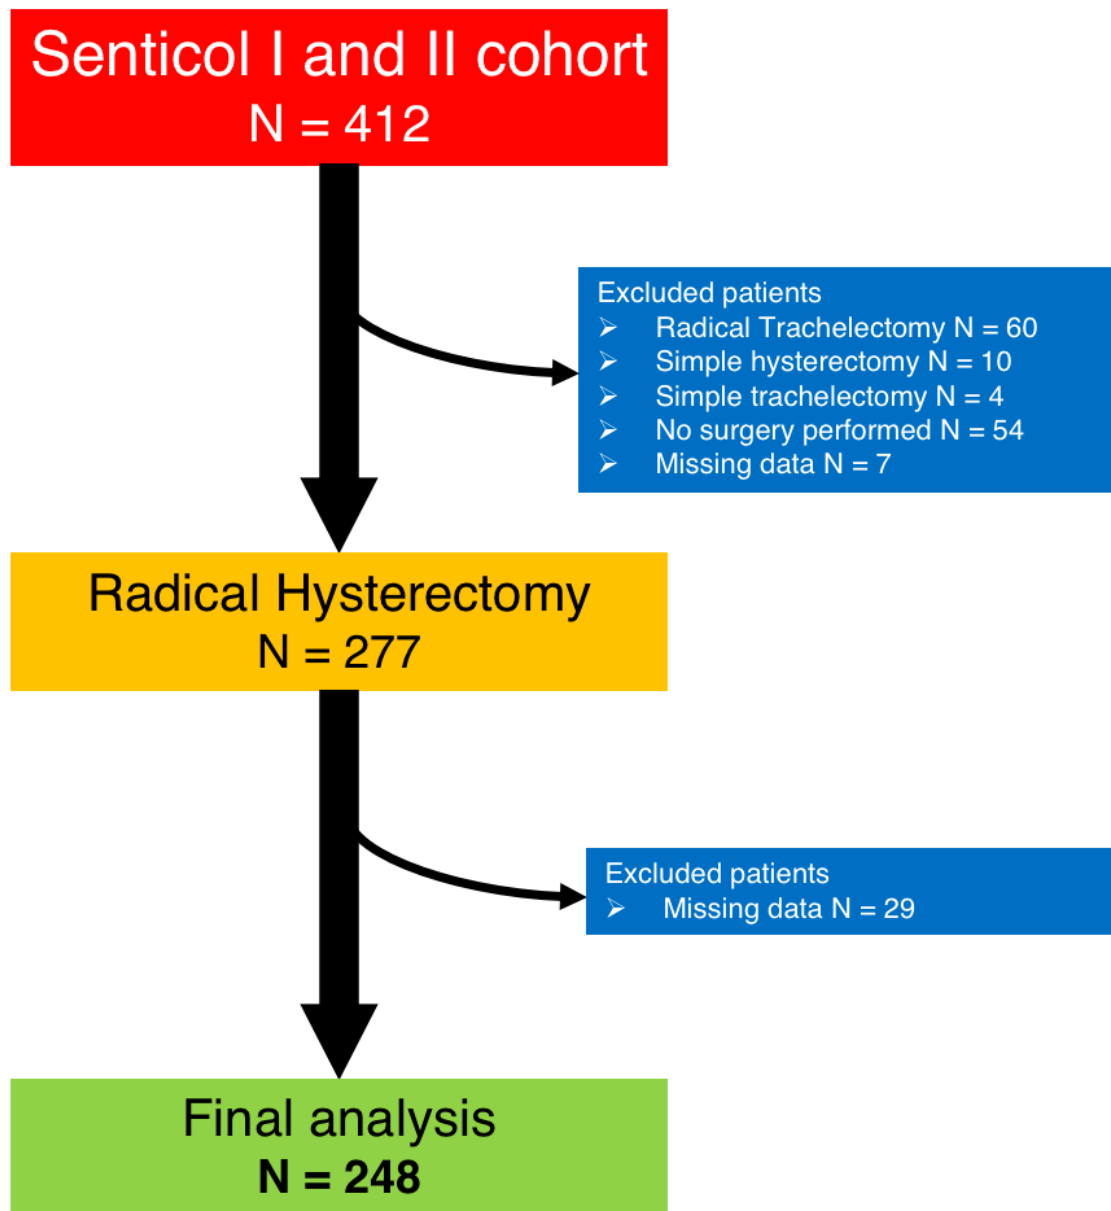 Senticol I and II cohort
N = 412
Excluded patients
➢ Radical Trachelectomy N = 60
➢ Simple hysterectomy N = 10
➢ Simple trachelectomy N = 4
➢ No surgery performed N = 54
➢ Missing data N = 7
Radical Hysterectomy
N = 277
Excluded patients
➢ Missing data N = 29
Final analysis
N = 248